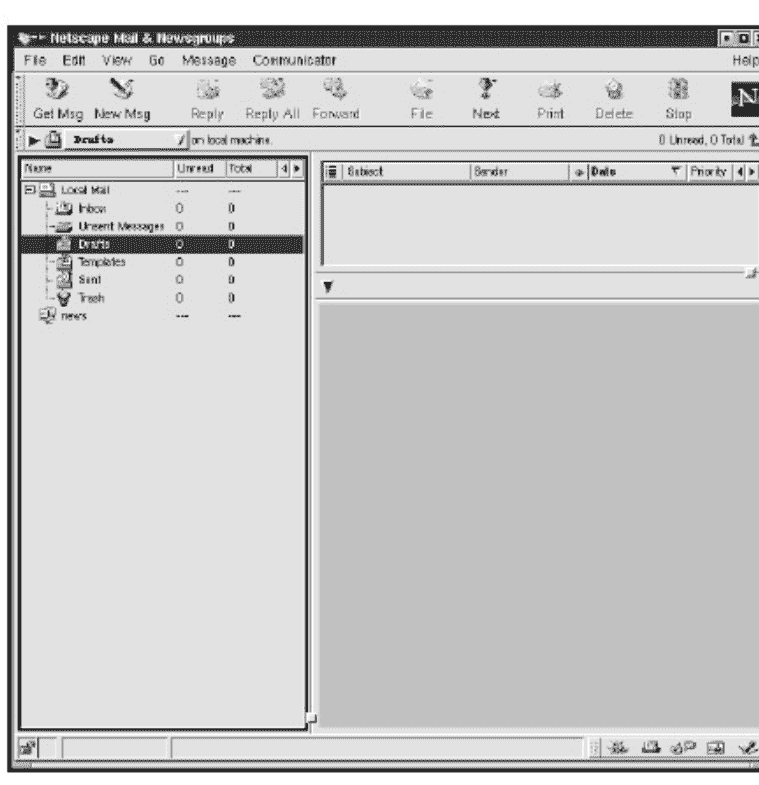 Netscape Mail & Newsgroups
File Edit View Go Message Communicator Help
Get Msg New Msg Reply Reply All Forward File Next Print Delete Stop N
Drafts on local machine. 0 Unread, 0 Total
Name Unread Total
Subject Sender Date Priority
Local Mail --- ---
Inbox 0 0
Unsent Messages 0 0
Drafts 0 0
Templates 0 0
Sent 0 0
Trash 0 0
news --- ---